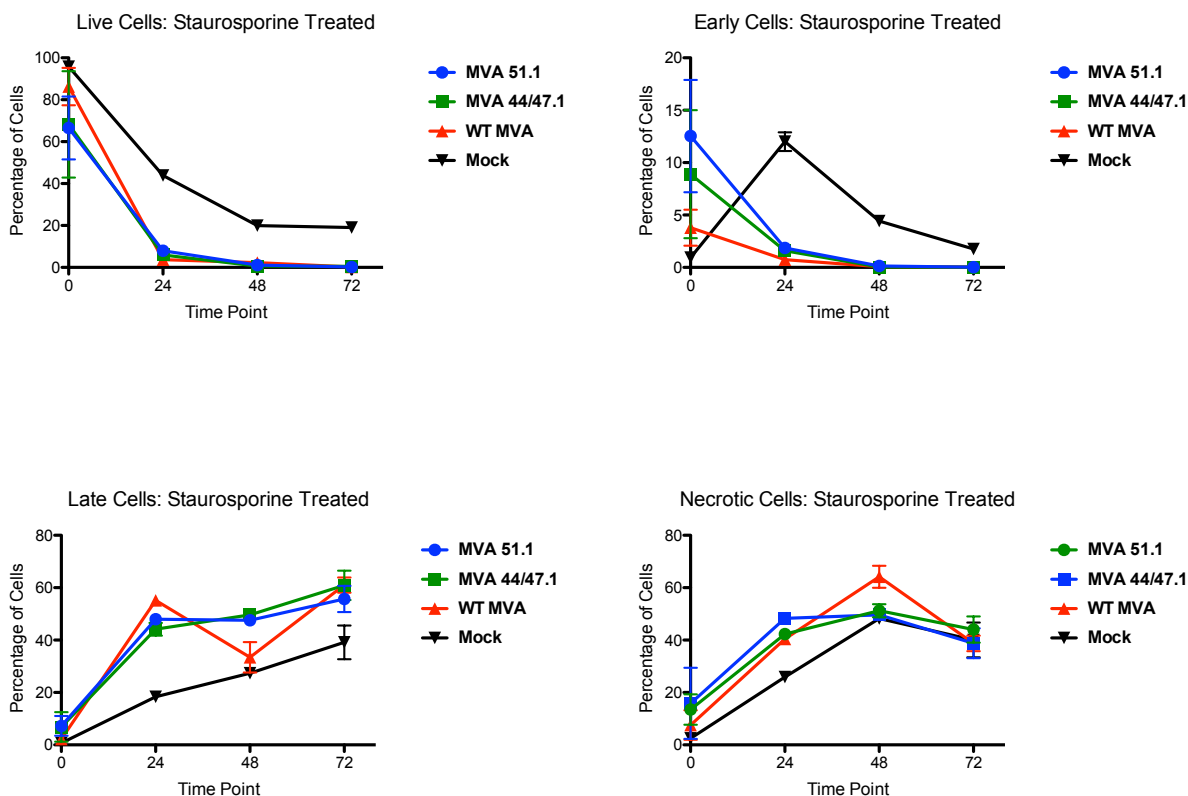 Live Cells: Staurosporine Treated
Percentage of Cells
100
80
60
40
20
0
0 24 48 72
Time Point
MVA 51.1
MVA 44/47.1
WT MVA
Mock
Early Cells: Staurosporine Treated
Percentage of Cells
20
15
10
5
0
0 24 48 72
Time Point
MVA 51.1
MVA 44/47.1
WT MVA
Mock
Late Cells: Staurosporine Treated
Percentage of Cells
80
60
40
20
0
0 24 48 72
Time Point
MVA 51.1
MVA 44/47.1
WT MVA
Mock
Necrotic Cells: Staurosporine Treated
Percentage of Cells
80
60
40
20
0
0 24 48 72
Time Point
MVA 51.1
MVA 44/47.1
WT MVA
Mock